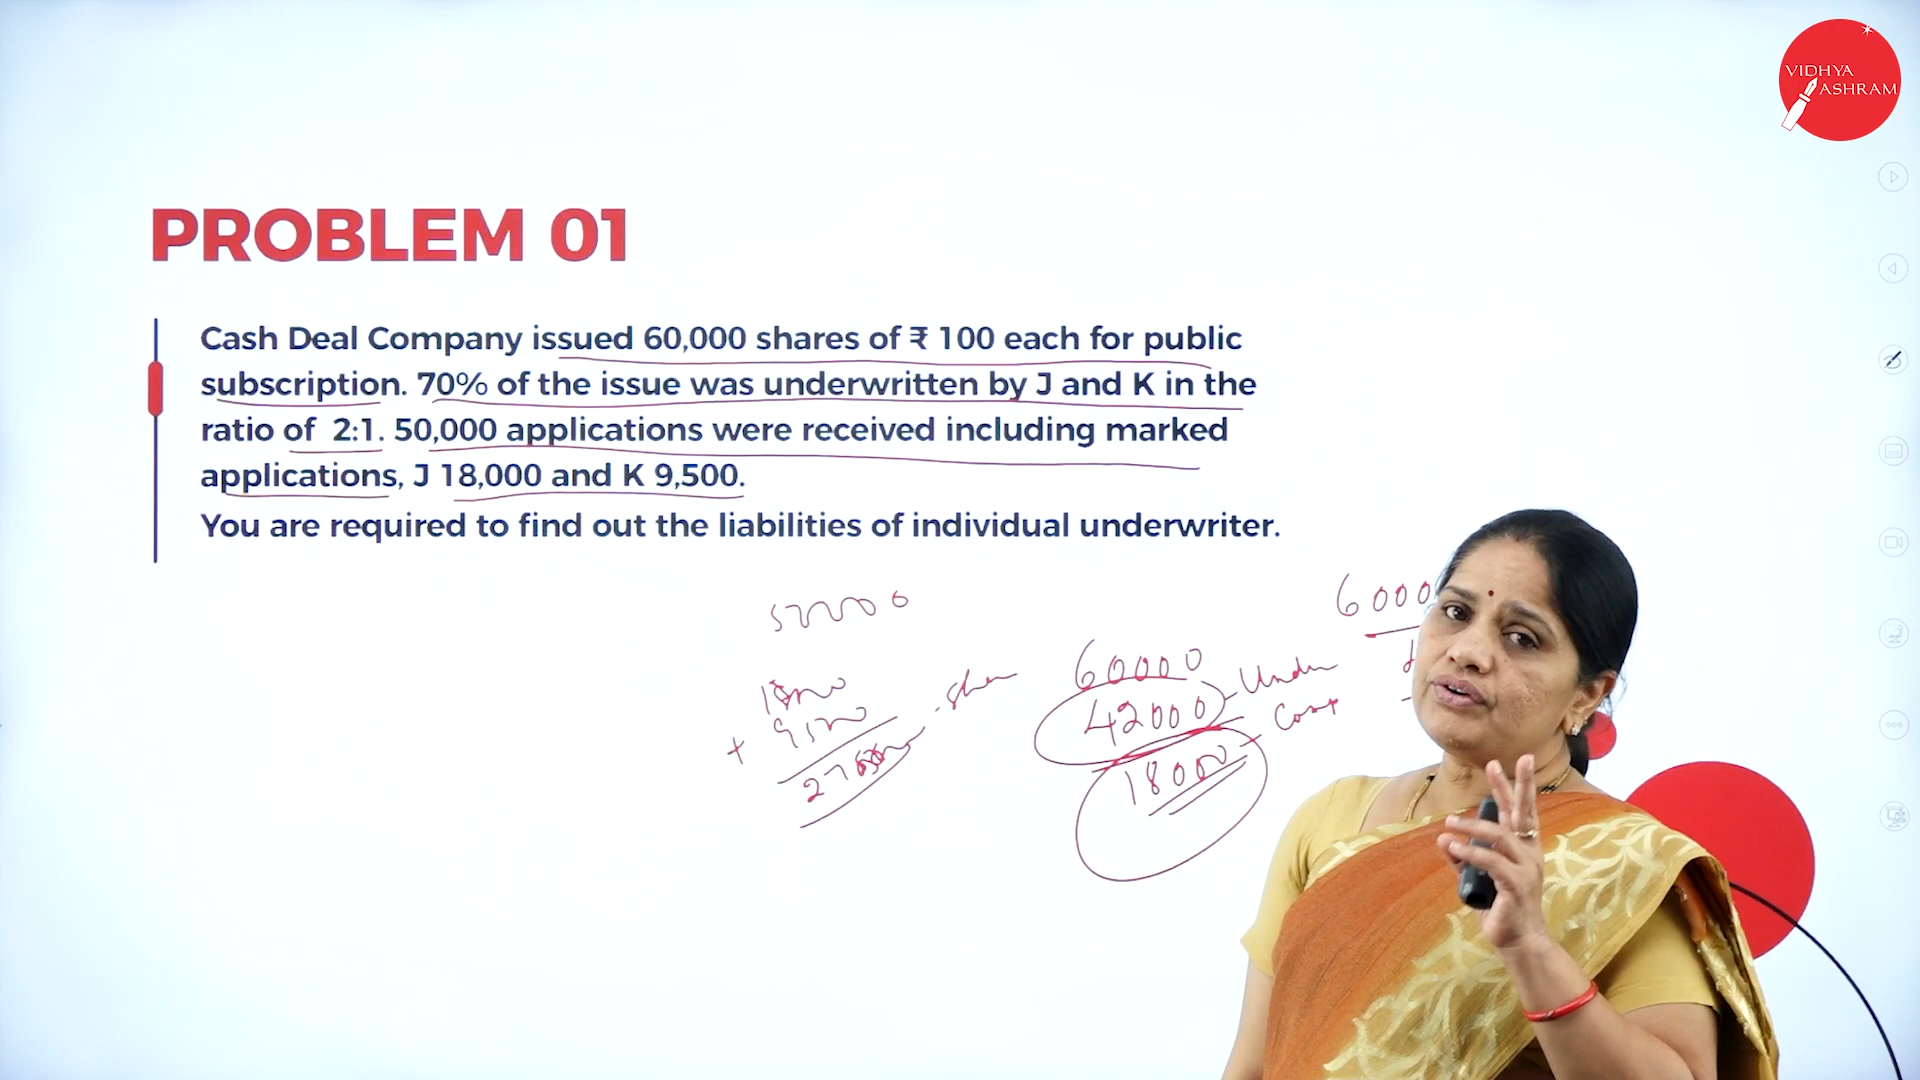 VIDHYA
ASHRAM
PROBLEM 01
Cash Deal Company issued 60,000 shares of ₹ 100 each for public
subscription. 70% of the issue was underwritten by J and K in the
ratio of 2:1. 50,000 applications were received including marked
applications, J 18,000 and K 9,500.
You are required to find out the liabilities of individual underwriter.
6000
60000
Under
42000
18000